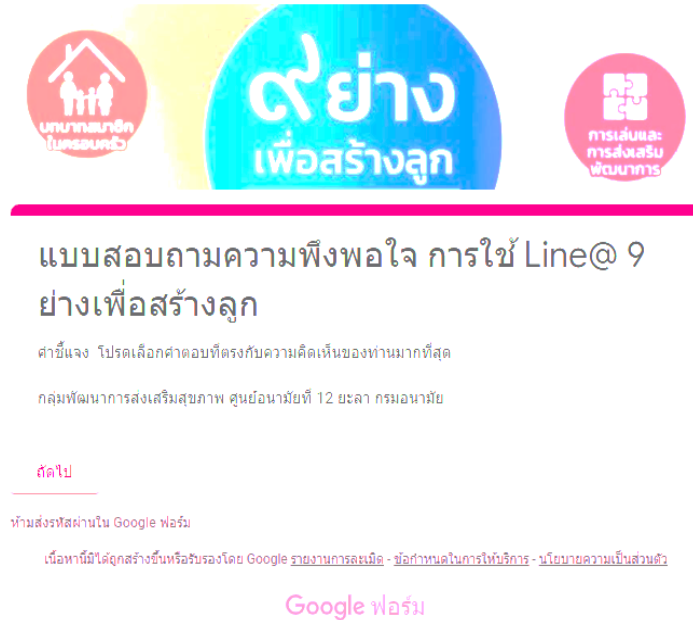 บทบาทสมาชิก
ในครอบครัว
๙ย่าง
เพื่อสร้างลูก
การเล่นและ
การส่งเสริม
พัฒนาการ
แบบสอบถามความพึงพอใจ การใช้ Line@ 9
ย่างเพื่อสร้างลูก
คำชี้แจง โปรดเลือกคำตอบที่ตรงกับความคิดเห็นของท่านมากที่สุด
กลุ่มพัฒนาการส่งเสริมสุขภาพ ศูนย์อนามัยที่ 12 ยะลา กรมอนามัย
ถัดไป
ห้ามส่งรหัสผ่านใน Google ฟอร์ม
เนื้อหานี้มิได้ถูกสร้างขึ้นหรือรับรองโดย Google รายงานการละเมิด - ข้อกำหนดในการให้บริการ - นโยบายความเป็นส่วนตัว
Google ฟอร์ม